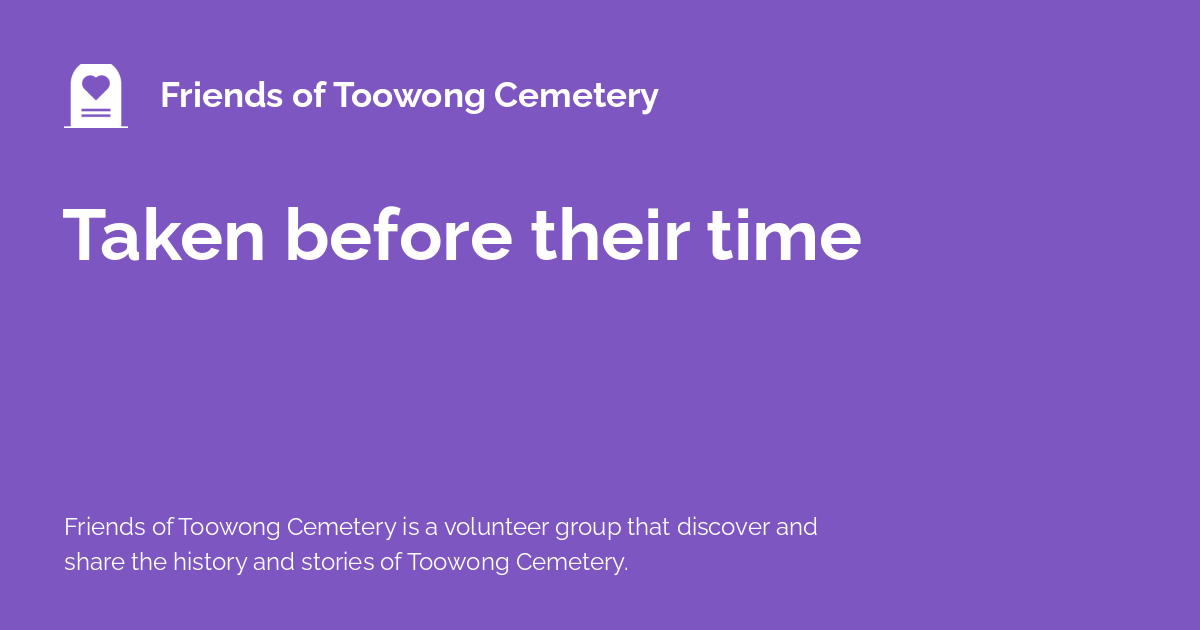 Friends of Toowong Cemetery
Taken before their time
Friends of Toowong Cemetery is a volunteer group that discover and
share the history and stories of Toowong Cemetery.